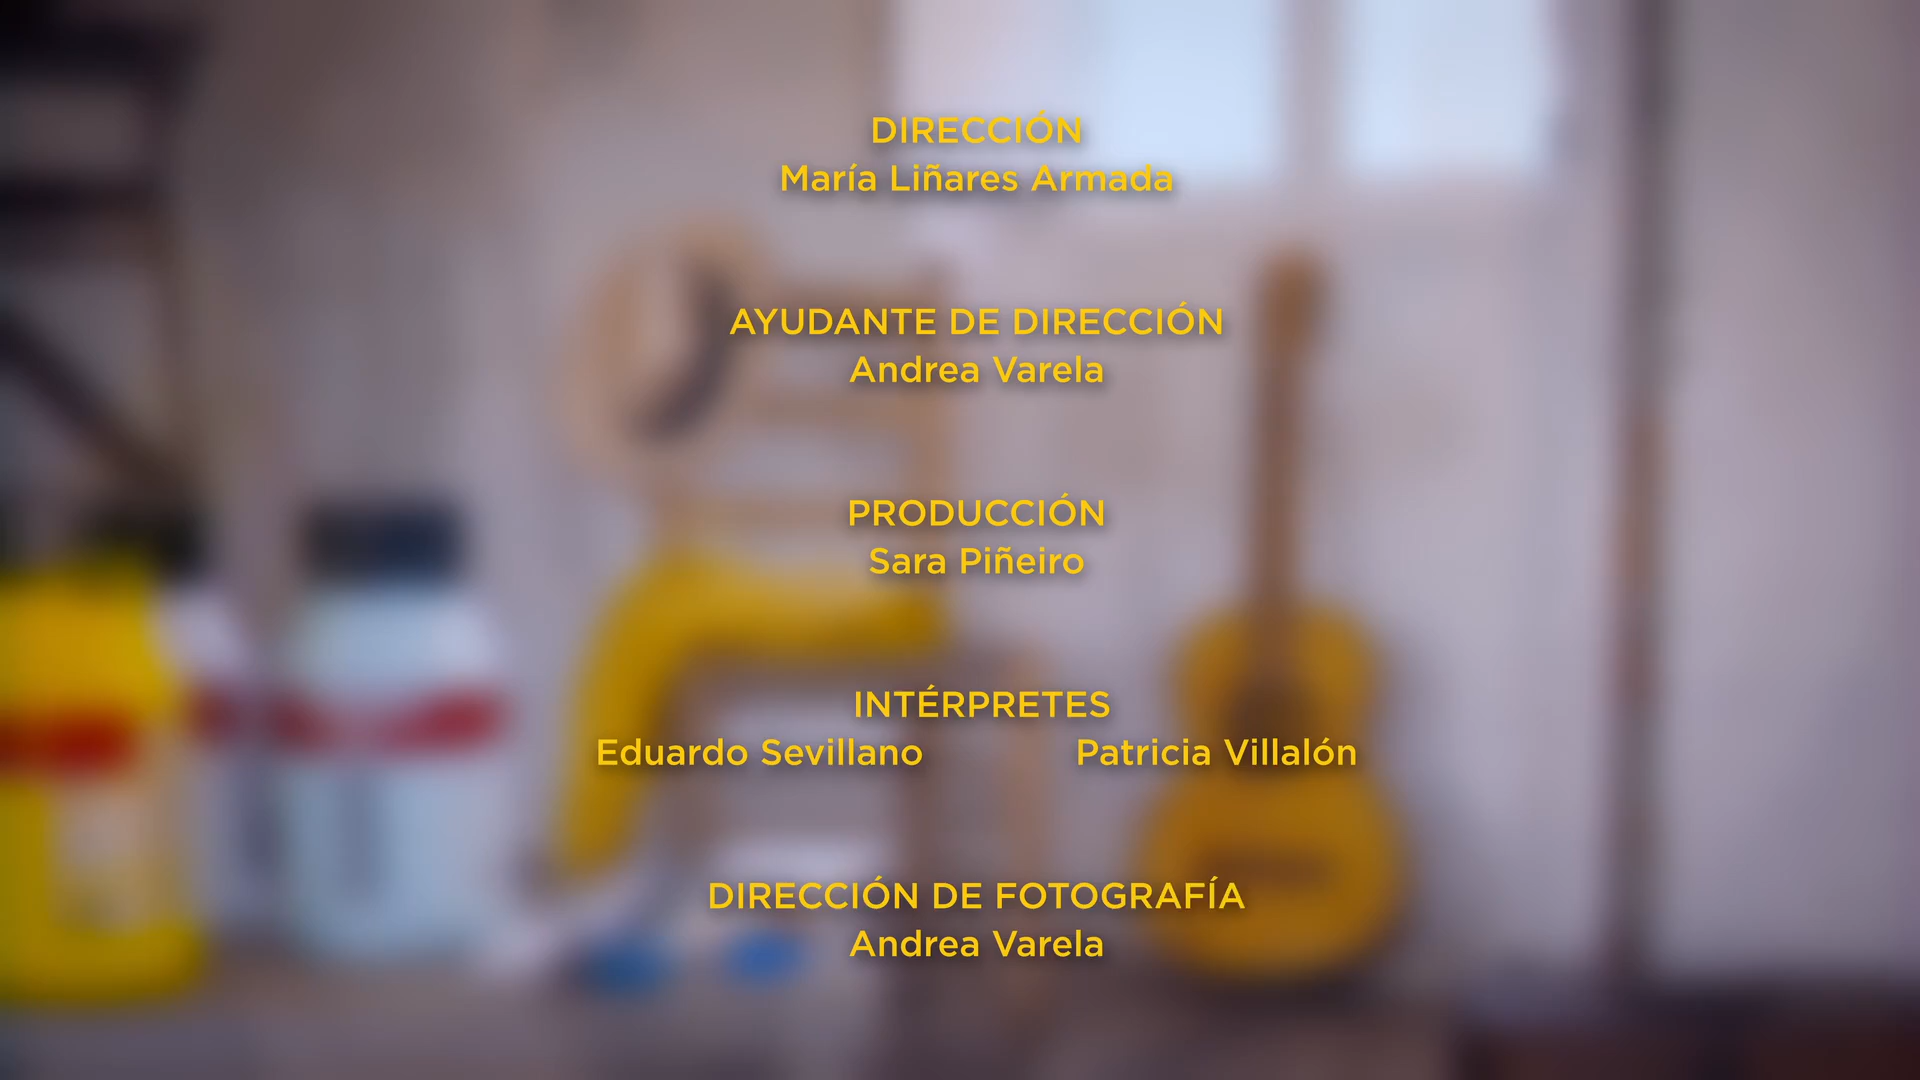 DIRECCIÓN
María Liñares Armada
AYUDANTE DE DIRECCIÓN
Andrea Varela
PRODUCCIÓN
Sara Piñeiro
INTÉRPRETES
Eduardo Sevillano Patricia Villalón
DIRECCIÓN DE FOTOGRAFÍA
Andrea Varela